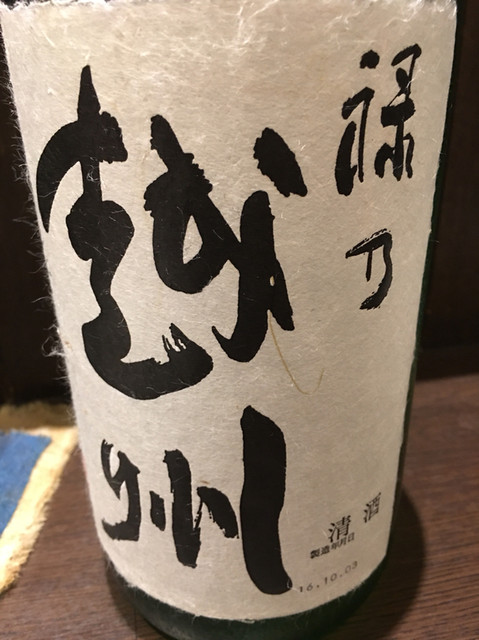 禄乃
越州
清酒
製造年月日
16.10.03